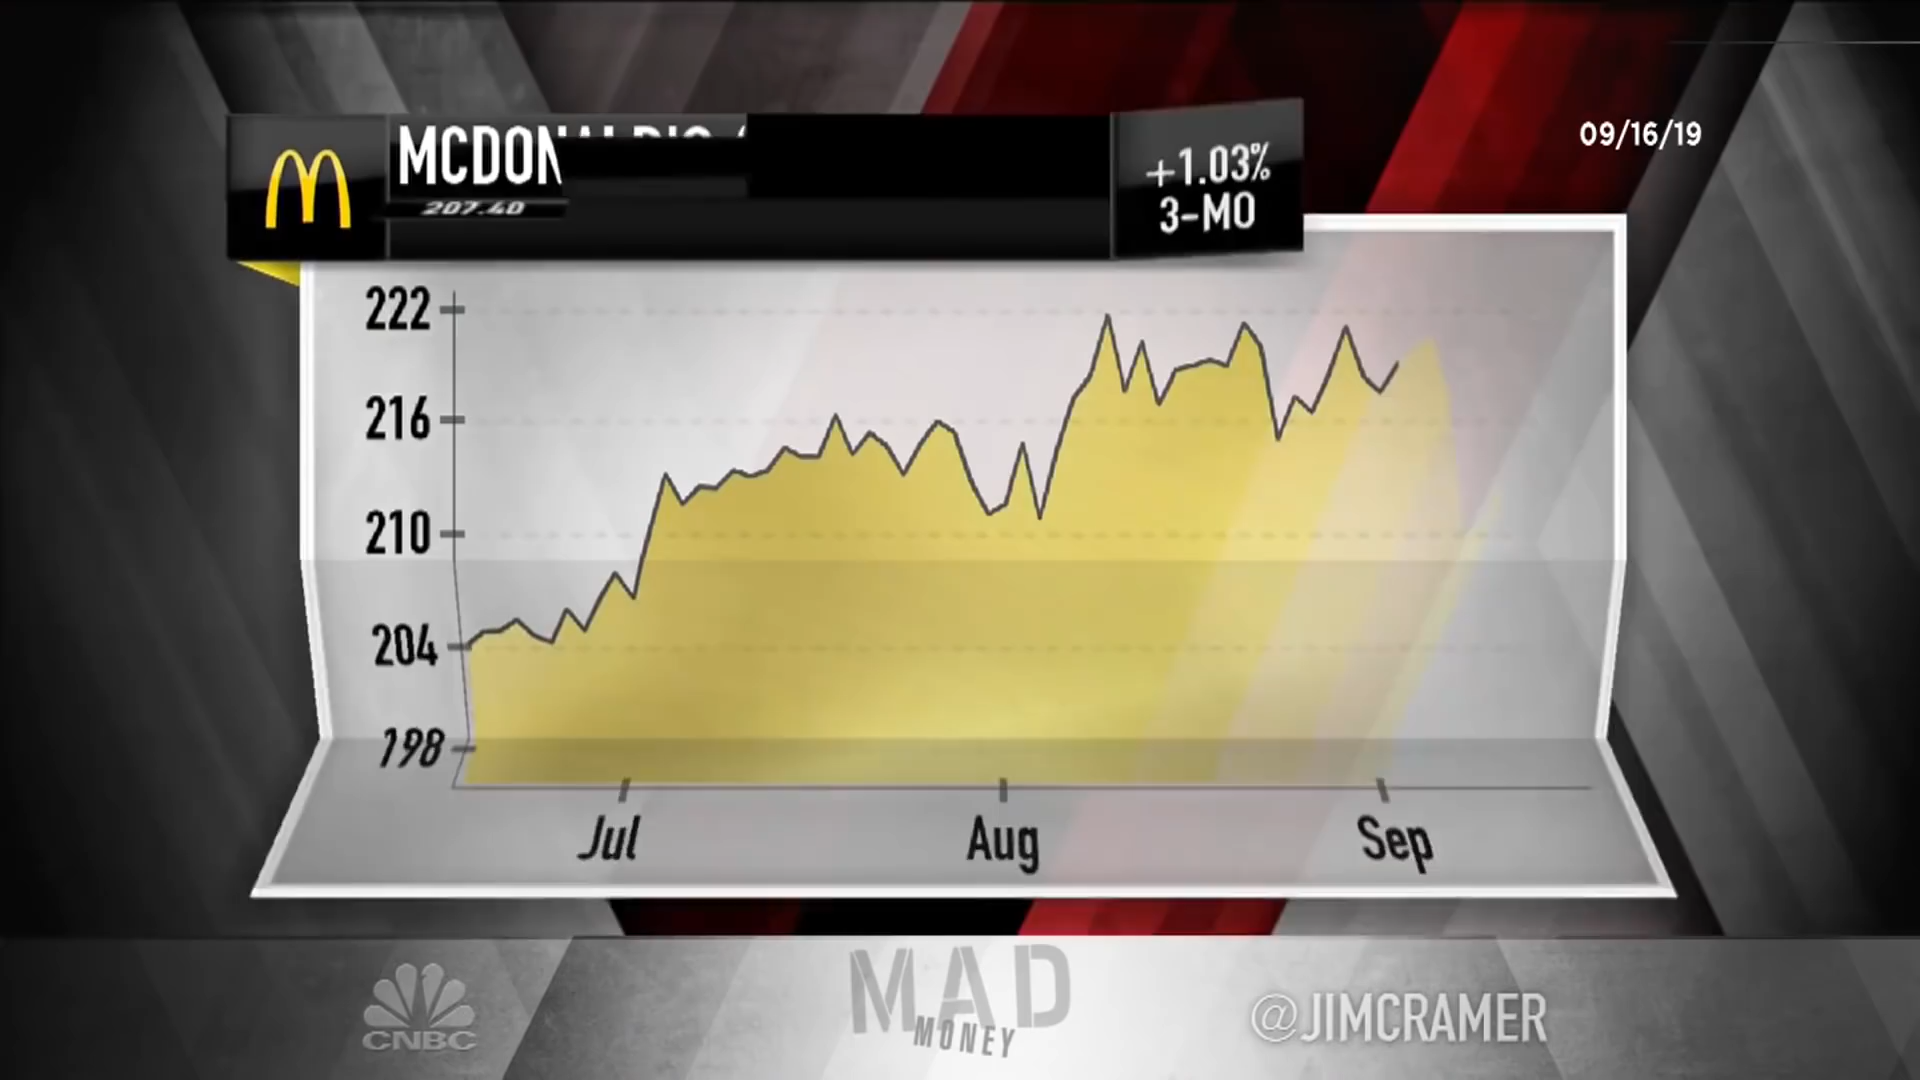 MCDON
207.40
+1.03%
3-MO
09/16/19
222
216
210
204
198
Jul
Aug
Sep
CNBC
MAD
MONEY
@JIMCRAMER